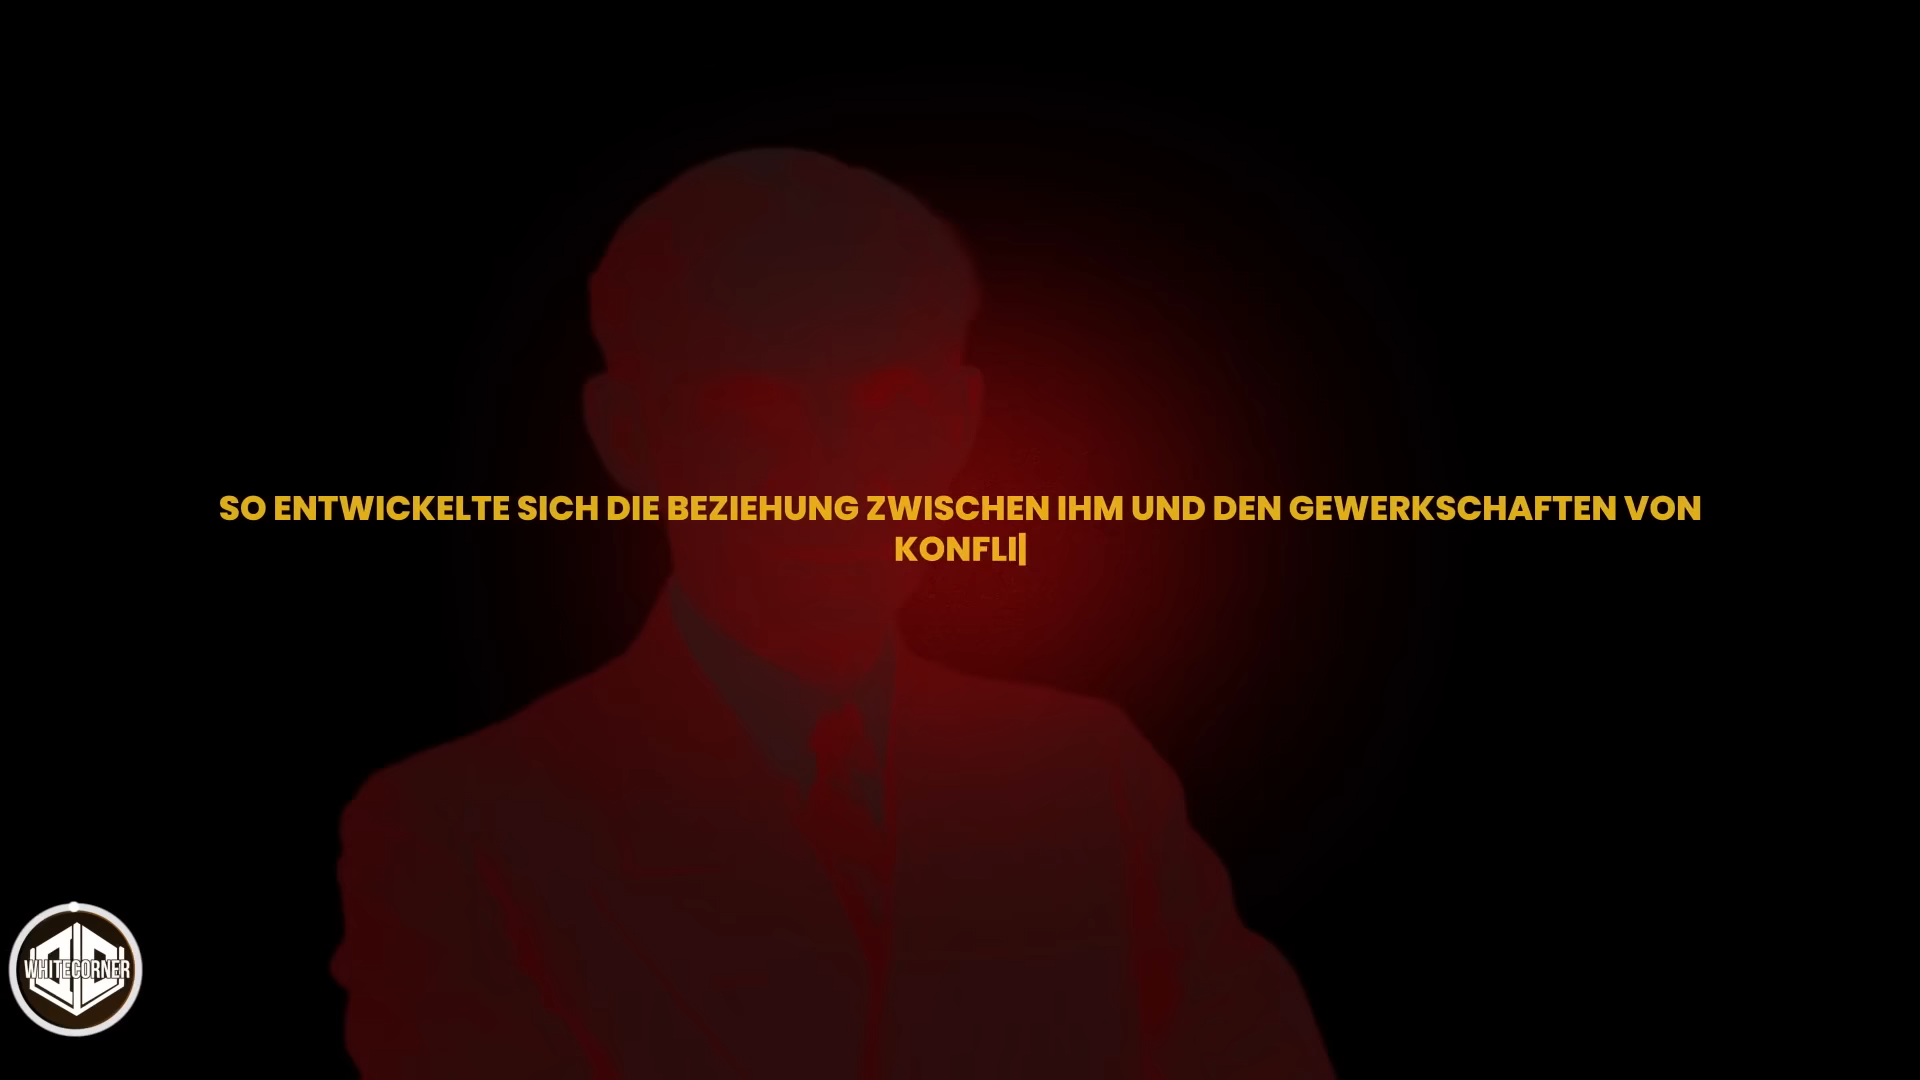 SO ENTWICKELTE SICH DIE BEZIEHUNG ZWISCHEN IHM UND DEN GEWERKSCHAFTEN VON
KONFLI
WHITECORNER